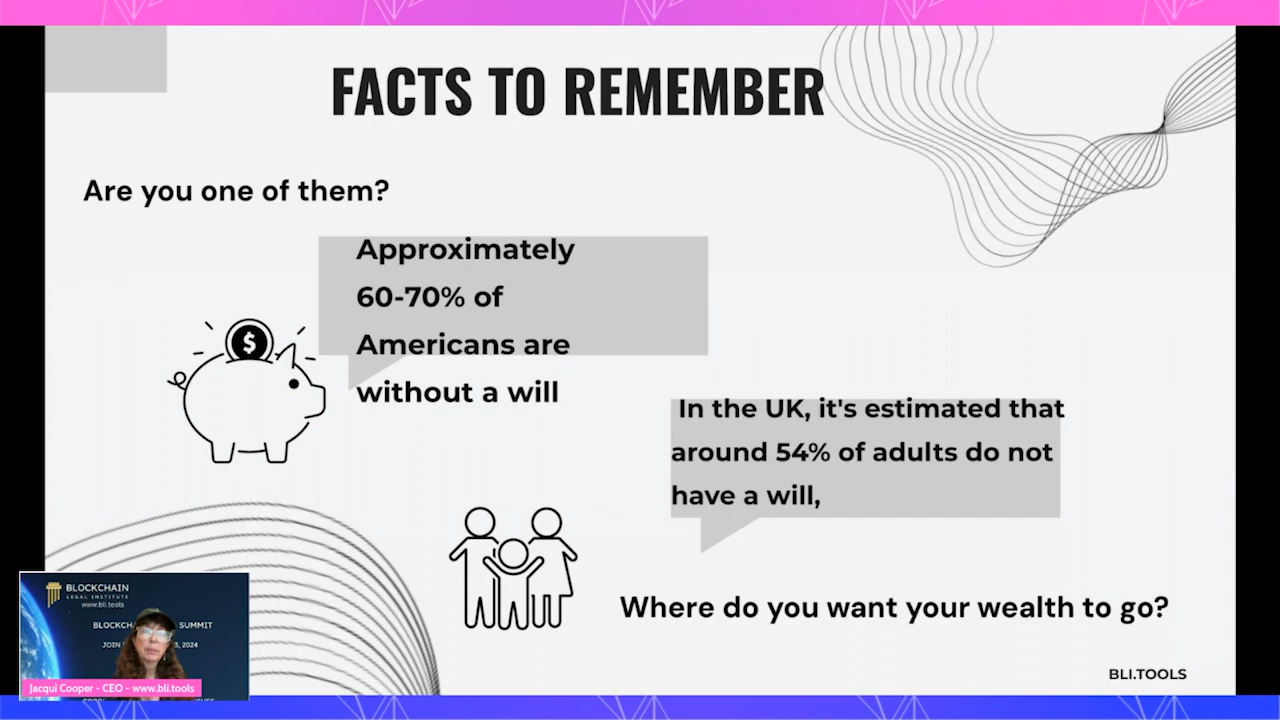 FACTS TO REMEMBER
Are you one of them?
Approximately
60-70% of
Americans are
without a will
In the UK, it's estimated that
around 54% of adults do not
have a will,
$
Where do you want your wealth to go?
BLI.TOOLS
BLOCKCHAIN
LEGAL INSTITUTE
www.bli.tools
SUMMIT
JOIN
2024
Jacqui Cooper - CEO - www.bli.tools